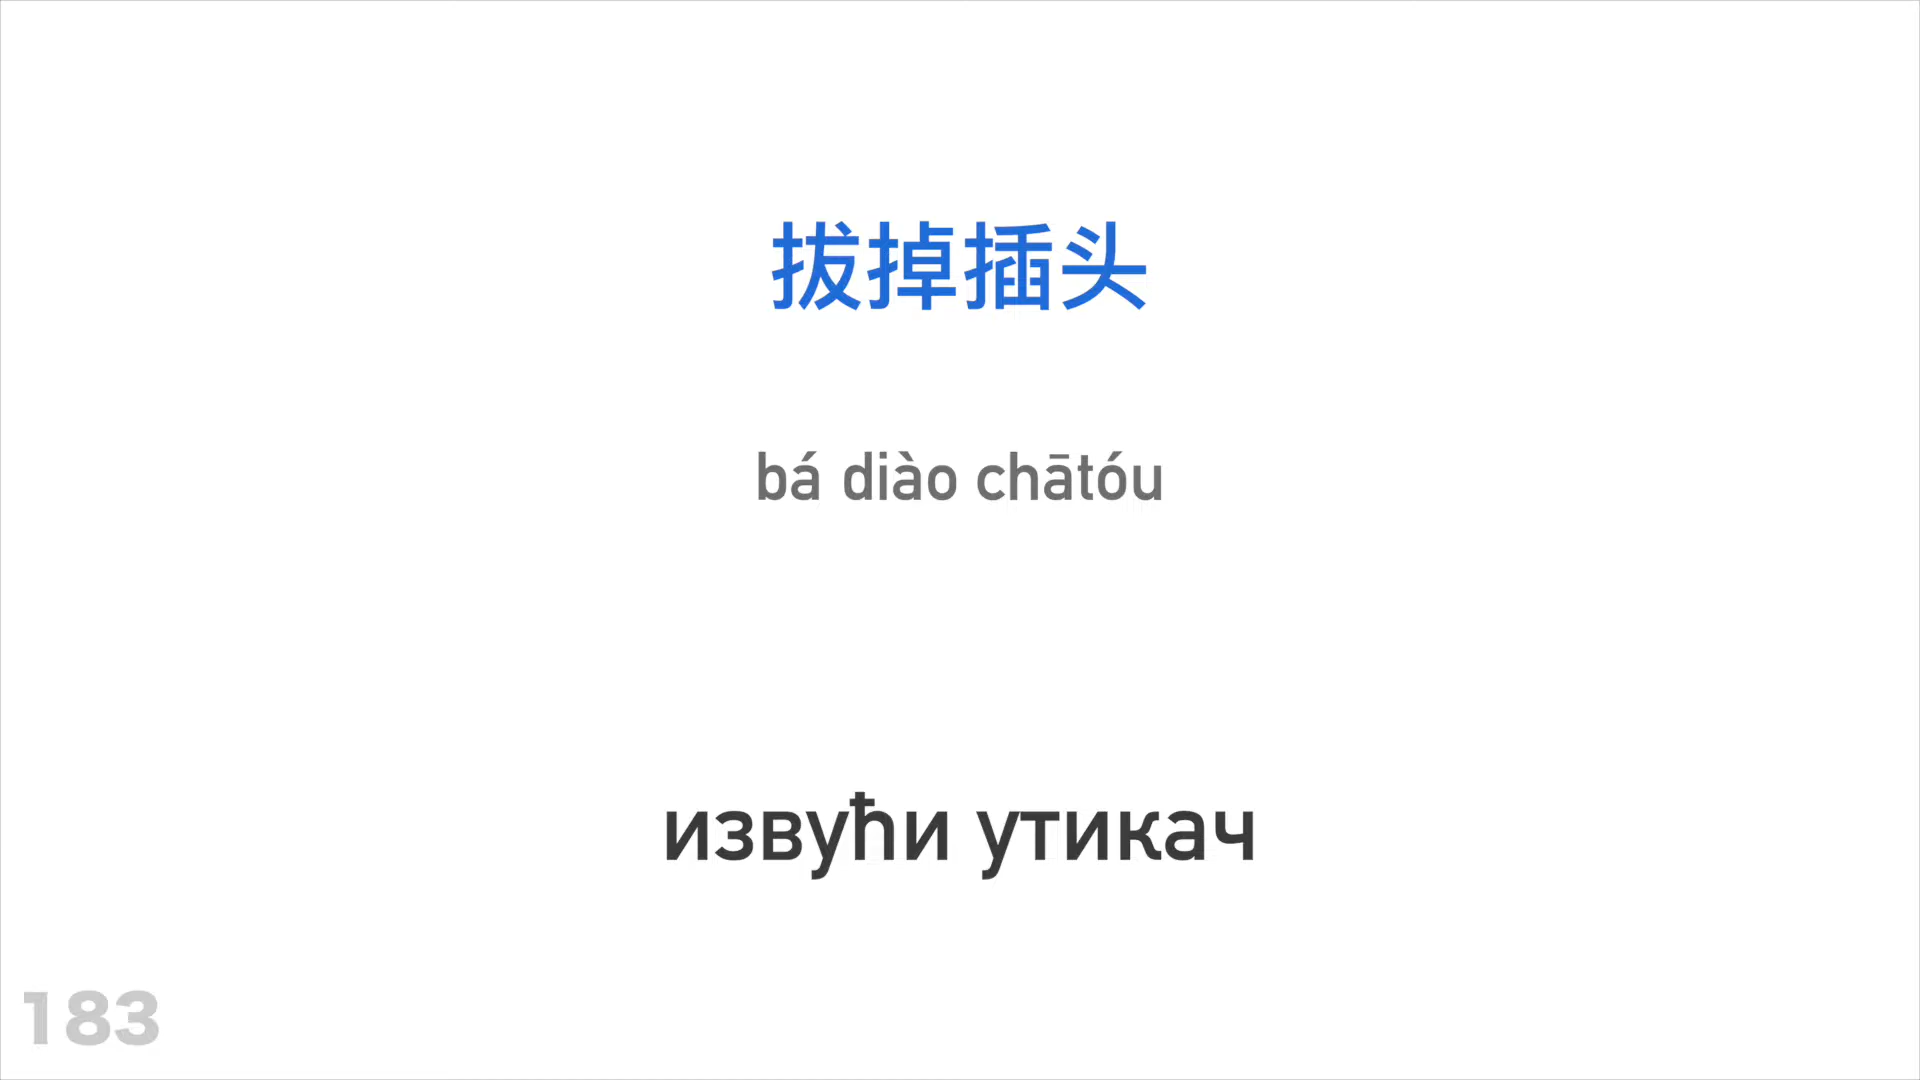 拔掉插头
bá diào chātóu
извући утикач
183